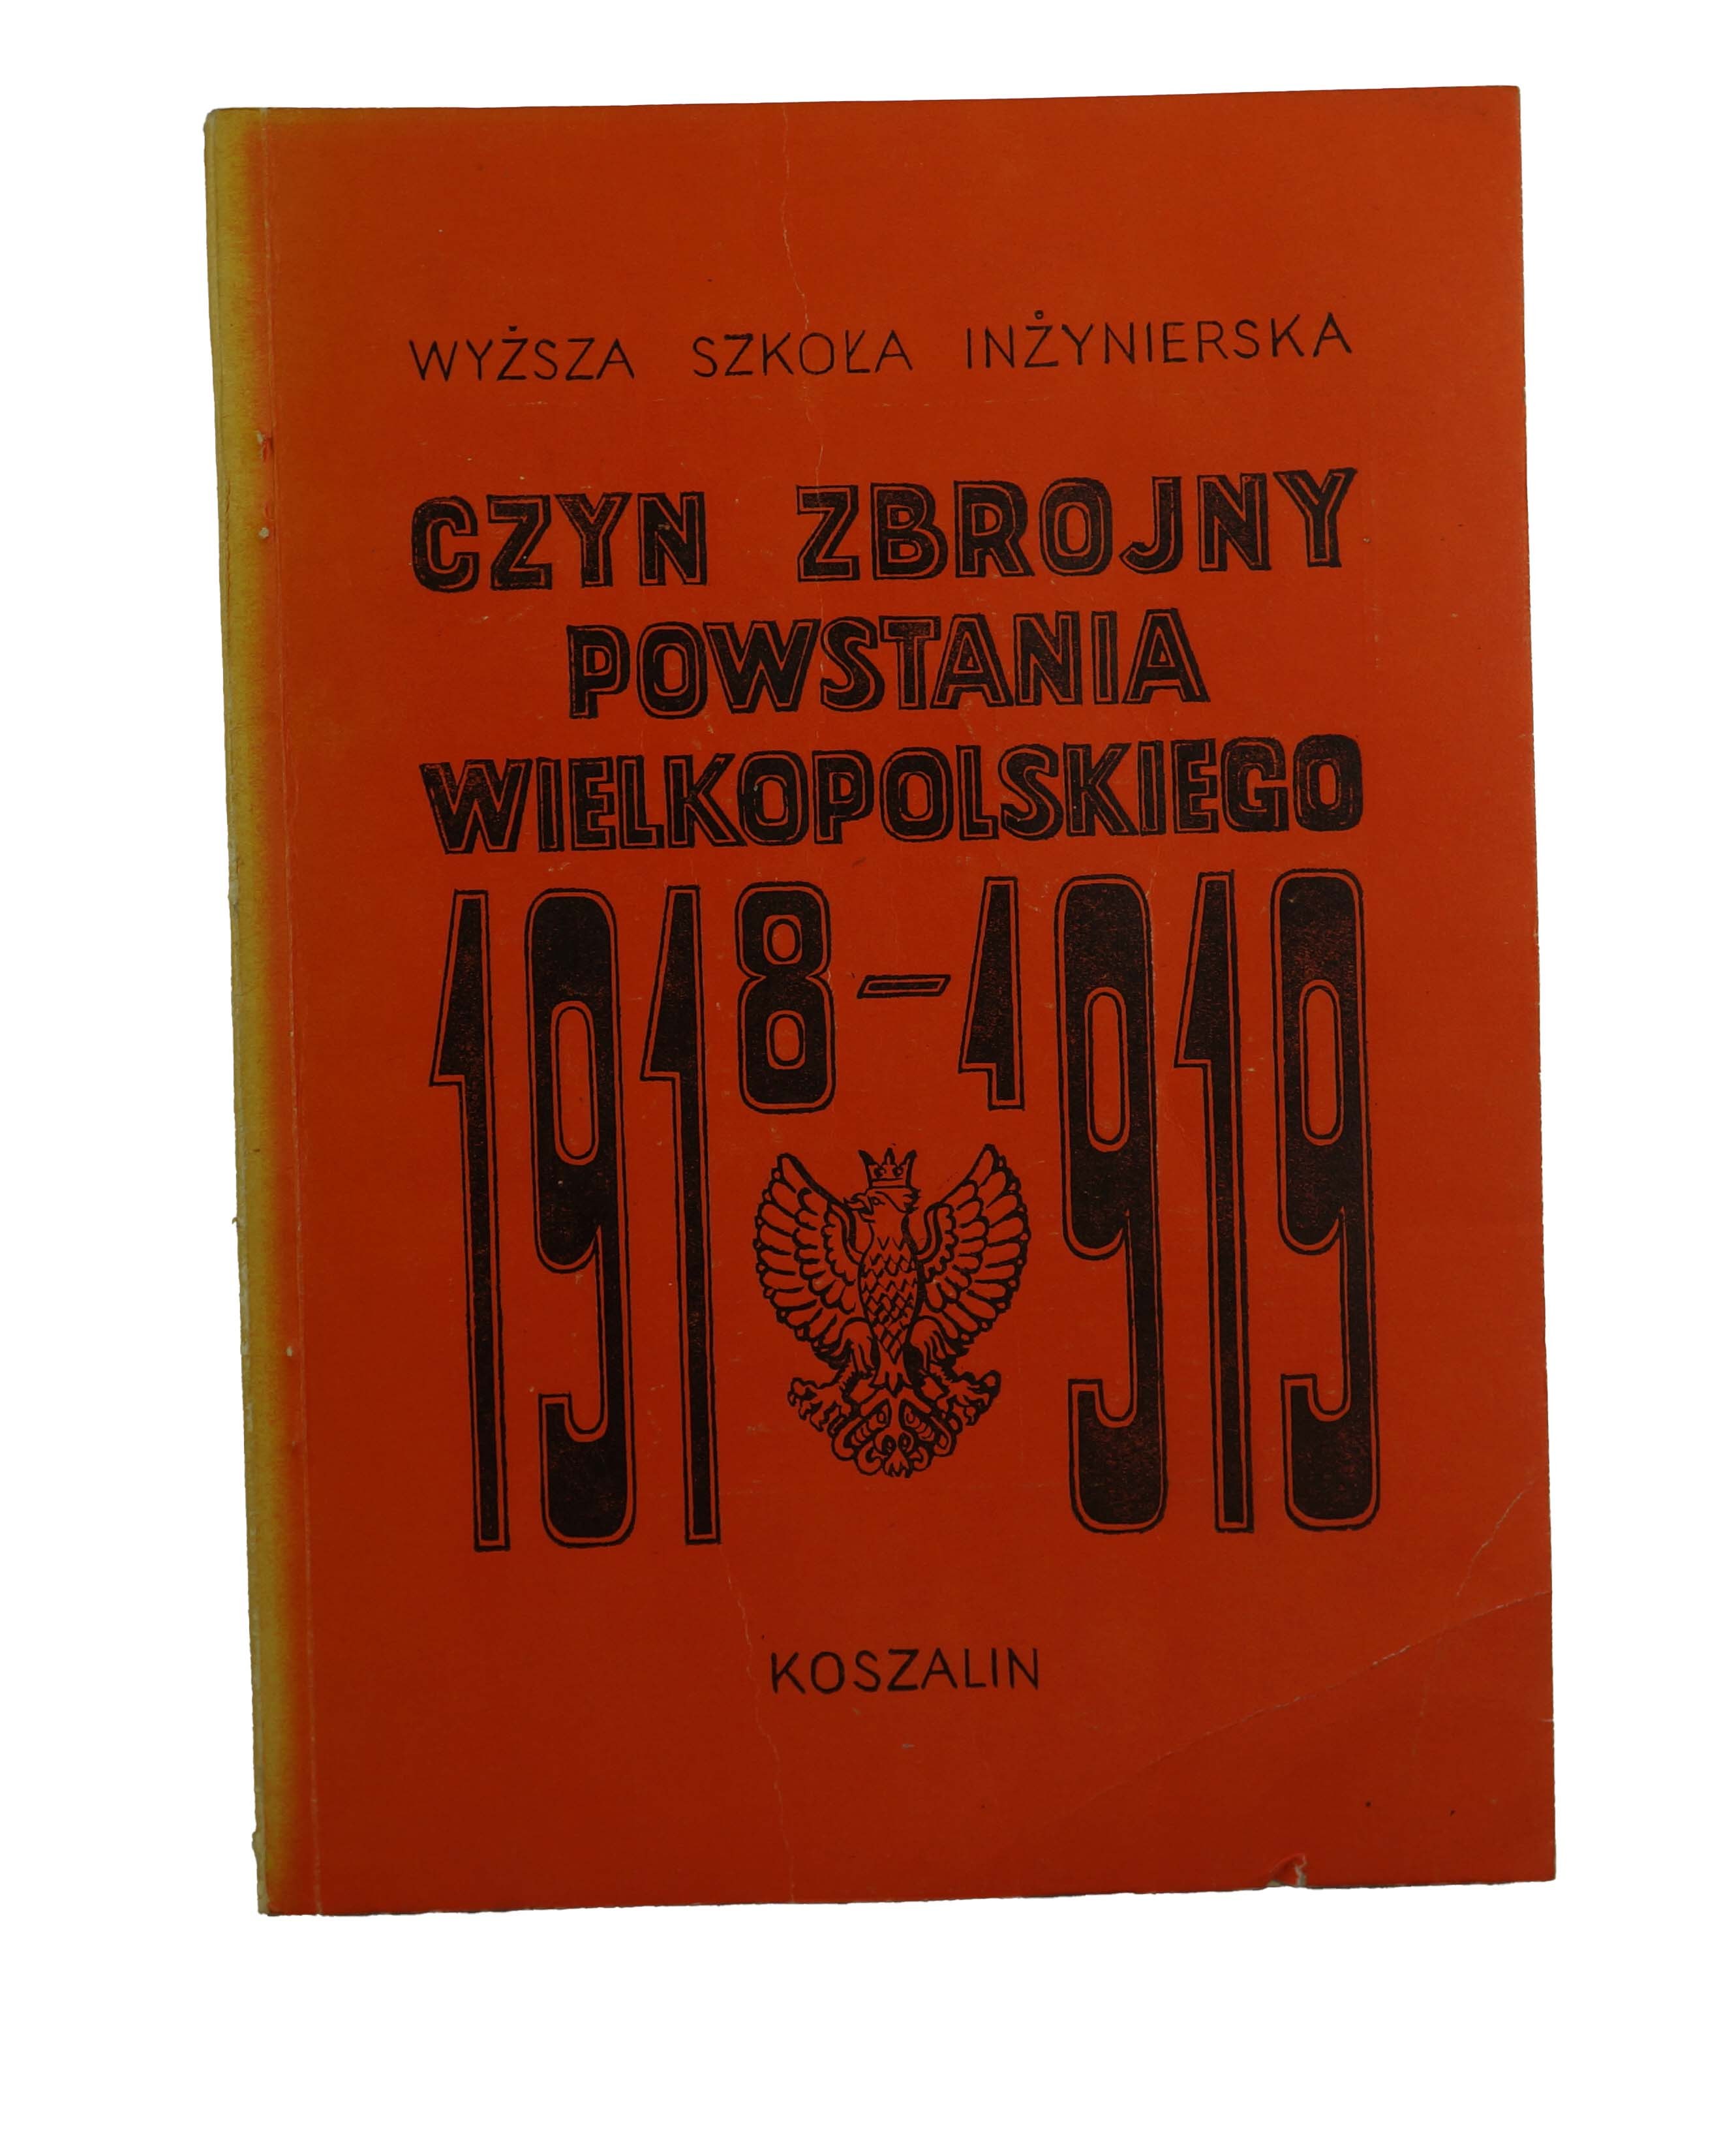 WYŻSZA SZKOŁA INŻYNIERSKA
CZYN ZBROJNY
POWSTANIA
WIELKOPOLSKIEGO
1918-1919
KOSZALIN